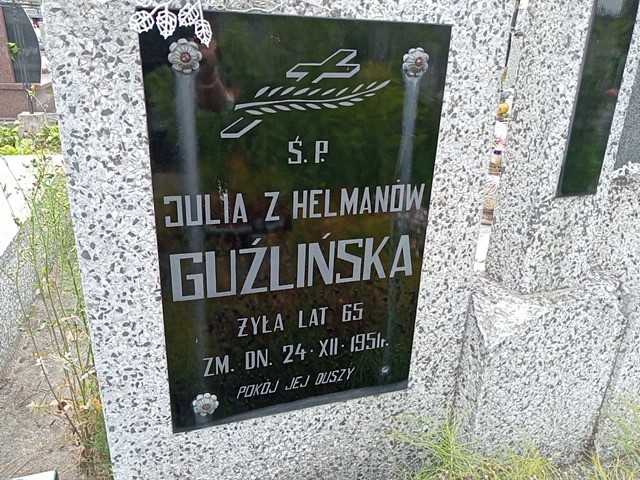 Ś. P.
JULIA Z HELMANÓW
GUŹLIŃSKA
ŻYŁA LAT 65
ZM. DN. 24·XII·1951r.
POKÓJ JEJ DUSZY